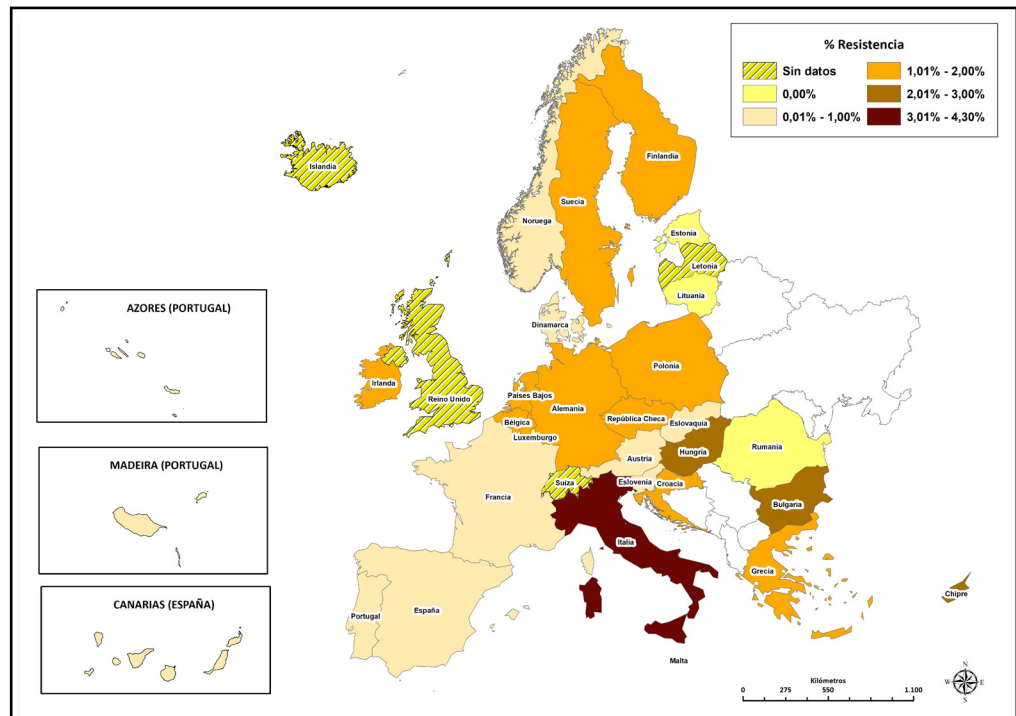 % Resistencia
Sin datos
0,00%
0,01% - 1,00%
1,01% - 2,00%
2,01% - 3,00%
3,01% - 4,30%
Islandia
Finlandia
Suecia
Noruega
Estonia
Letonia
Lituania
Dinamarca
Irlanda
Reino Unido
Países Bajos
Polonia
Alemania
Bélgica
República Checa
Luxemburgo
Eslovaquia
Austria
Hungría
Rumania
Suiza
Eslovenia
Croacia
Francia
Bulgaria
Italia
Grecia
Chipre
Portugal
España
Malta
AZORES (PORTUGAL)
MADEIRA (PORTUGAL)
CANARIAS (ESPAÑA)
Kilómetros
0 275 550 1.100
N
W E
S